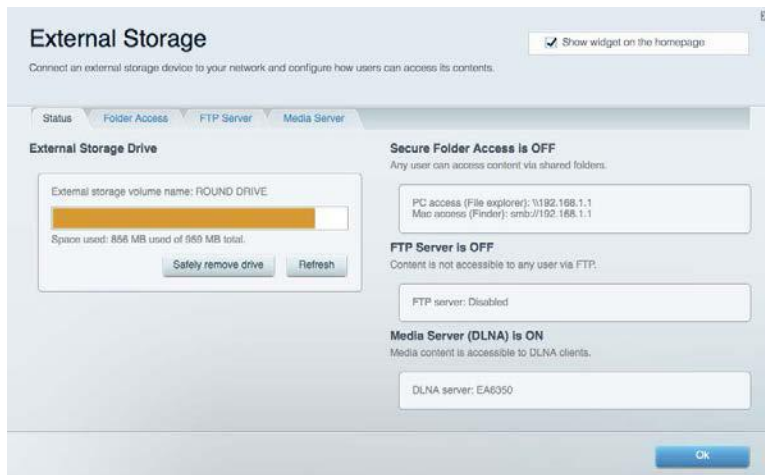 External Storage
Show widget on the homepage
Connect an external storage device to your network and configure how users can access its contents.
Status
Folder Access
FTP Server
Media Server
External Storage Drive
External storage volume name: ROUND DRIVE
Space used: 856 MB used of 959 MB total.
Safely remove drive
Refresh
Secure Folder Access is OFF
Any user can access content via shared folders.
PC access (File explorer): \\192.168.1.1
Mac access (Finder): smb://192.168.1.1
FTP Server is OFF
Content is not accessible to any user via FTP.
FTP server: Disabled
Media Server (DLNA) is ON
Media content is accessible to DLNA clients.
DLNA server: EA6350
Ok